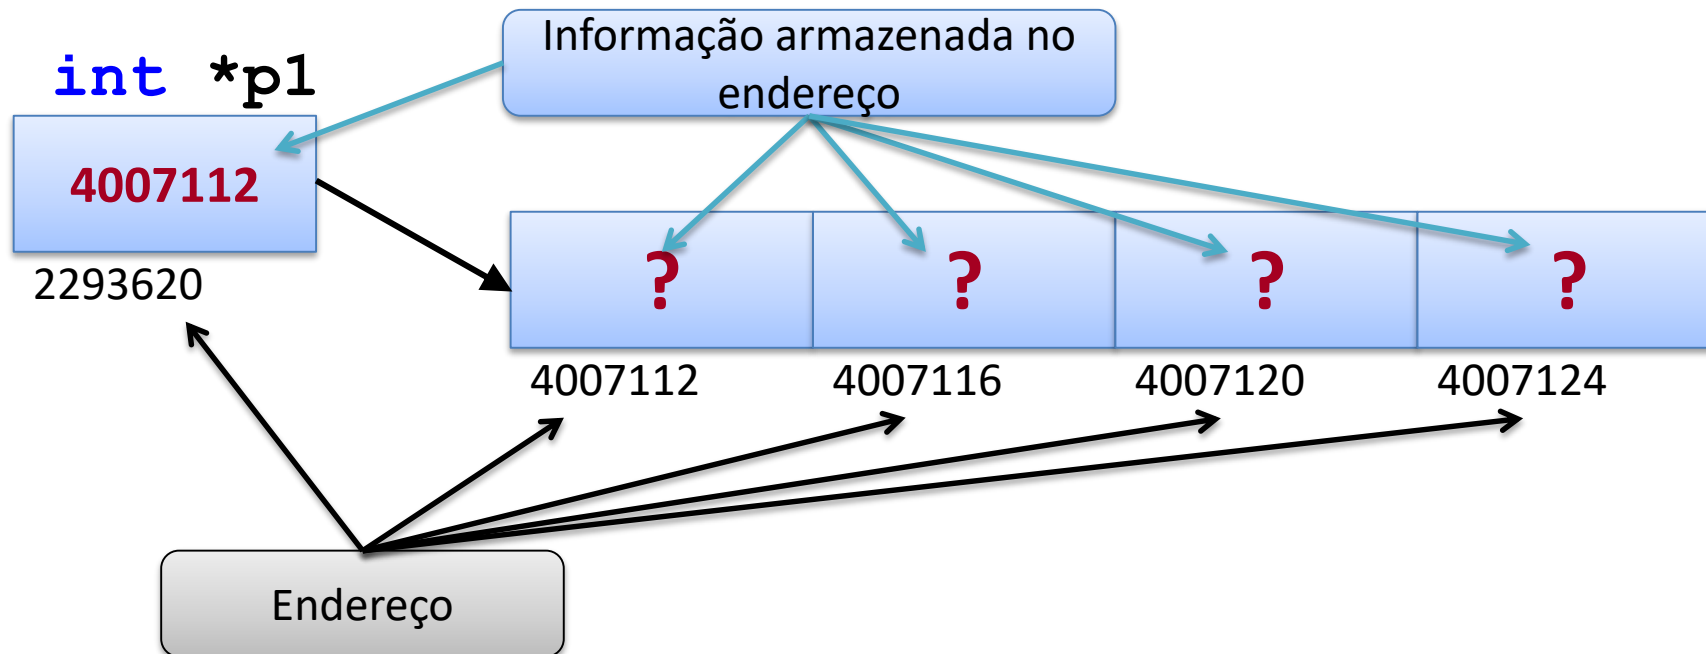 Informação armazenada no
endereço
int *p1
4007112
2293620
? ? ? ?
4007112 4007116 4007120 4007124
Endereço